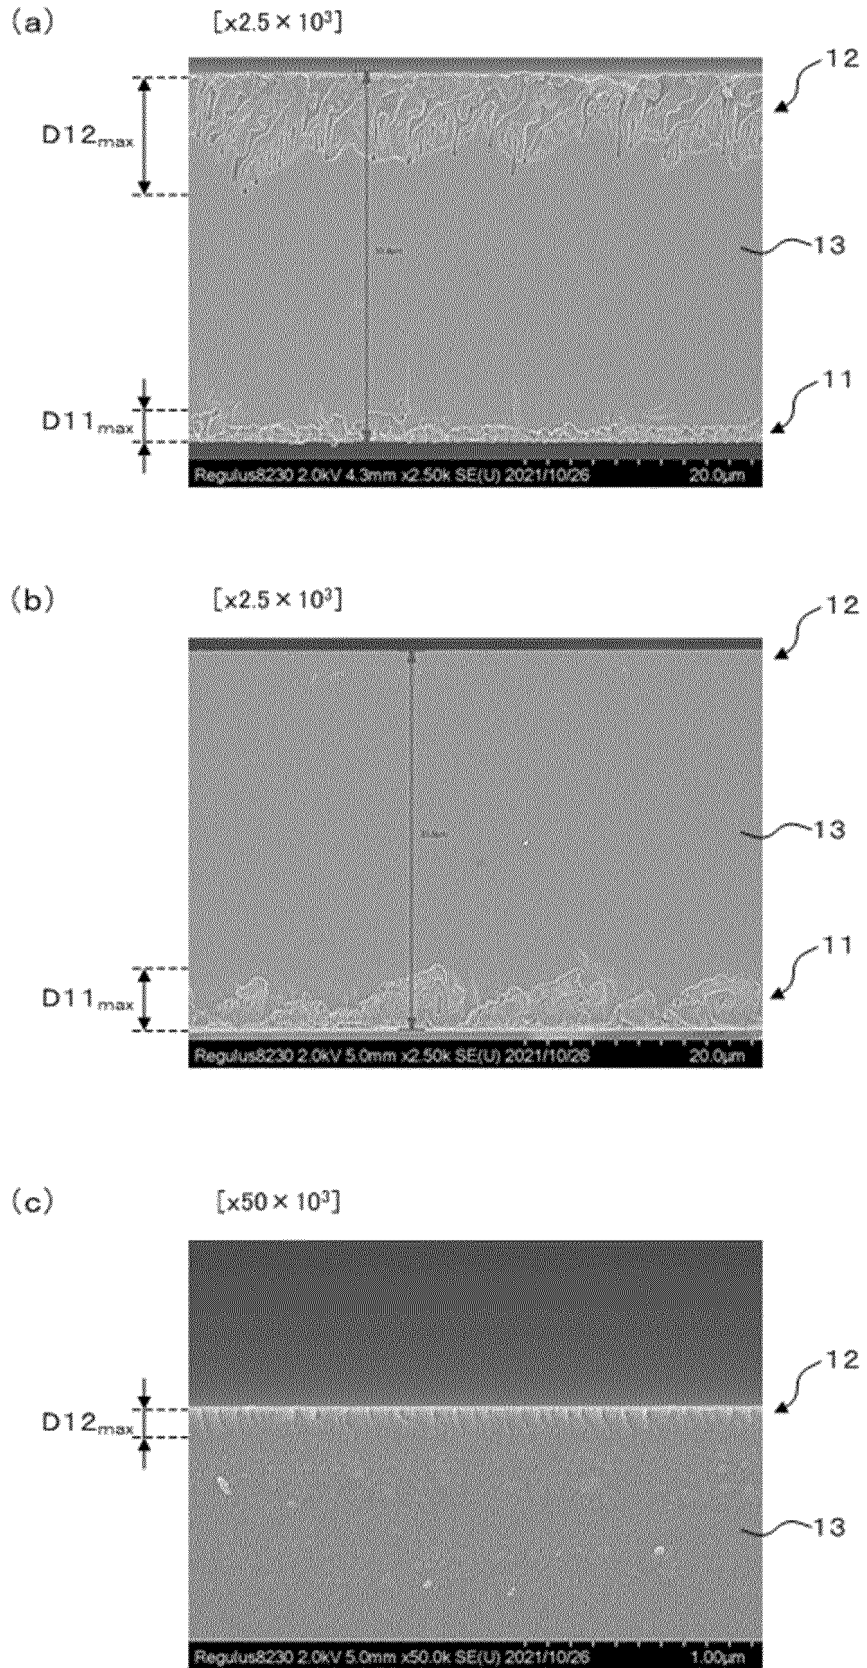 (a) [x2.5 × 10³]
12
D12max
13
11
D11max
Regulus8230 2.0kV 4.3mm x2.50k SE(U) 2021/10/26 20.0μm
(b) [x2.5 × 10³]
12
13
11
D11max
Regulus8230 2.0kV 5.0mm x2.50k SE(U) 2021/10/26 20.0μm
(c) [x50 × 10³]
12
D12max
13
Regulus8230 2.0kV 5.0mm x50.0k SE(U) 2021/10/26 1.00μm